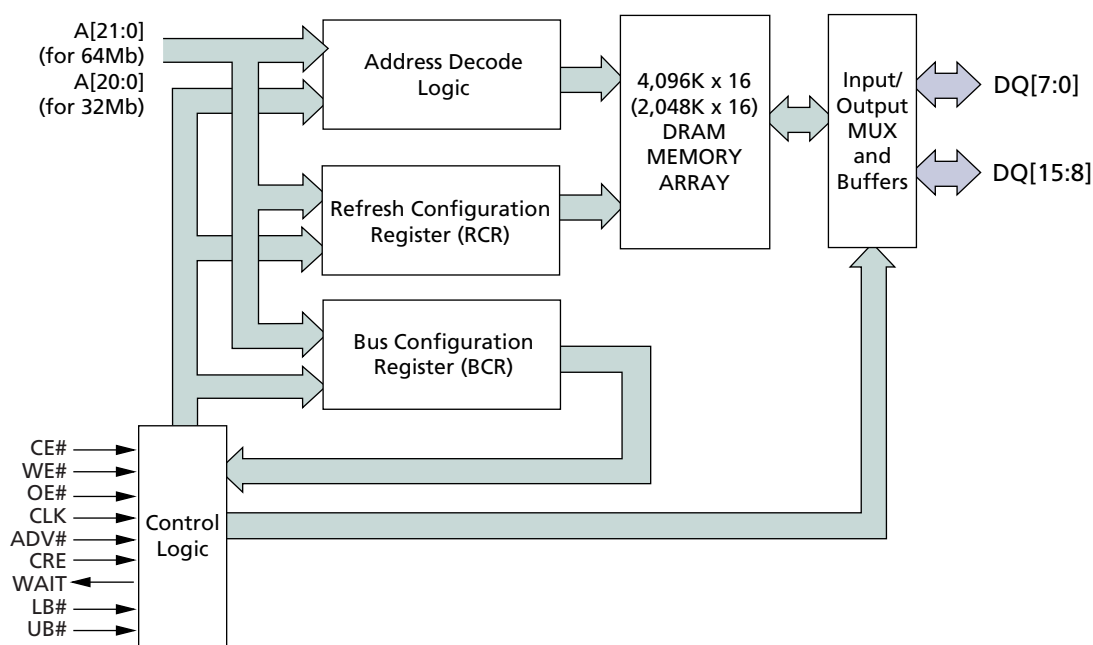 A[21:0]
(for 64Mb)
A[20:0]
(for 32Mb)
Address Decode
Logic
4,096K x 16
(2,048K x 16)
DRAM
MEMORY
ARRAY
Input/
Output
MUX
and
Buffers
DQ[7:0]
DQ[15:8]
Refresh Configuration
Register (RCR)
Bus Configuration
Register (BCR)
CE#
WE#
OE#
CLK
ADV#
CRE
WAIT
LB#
UB#
Control
Logic